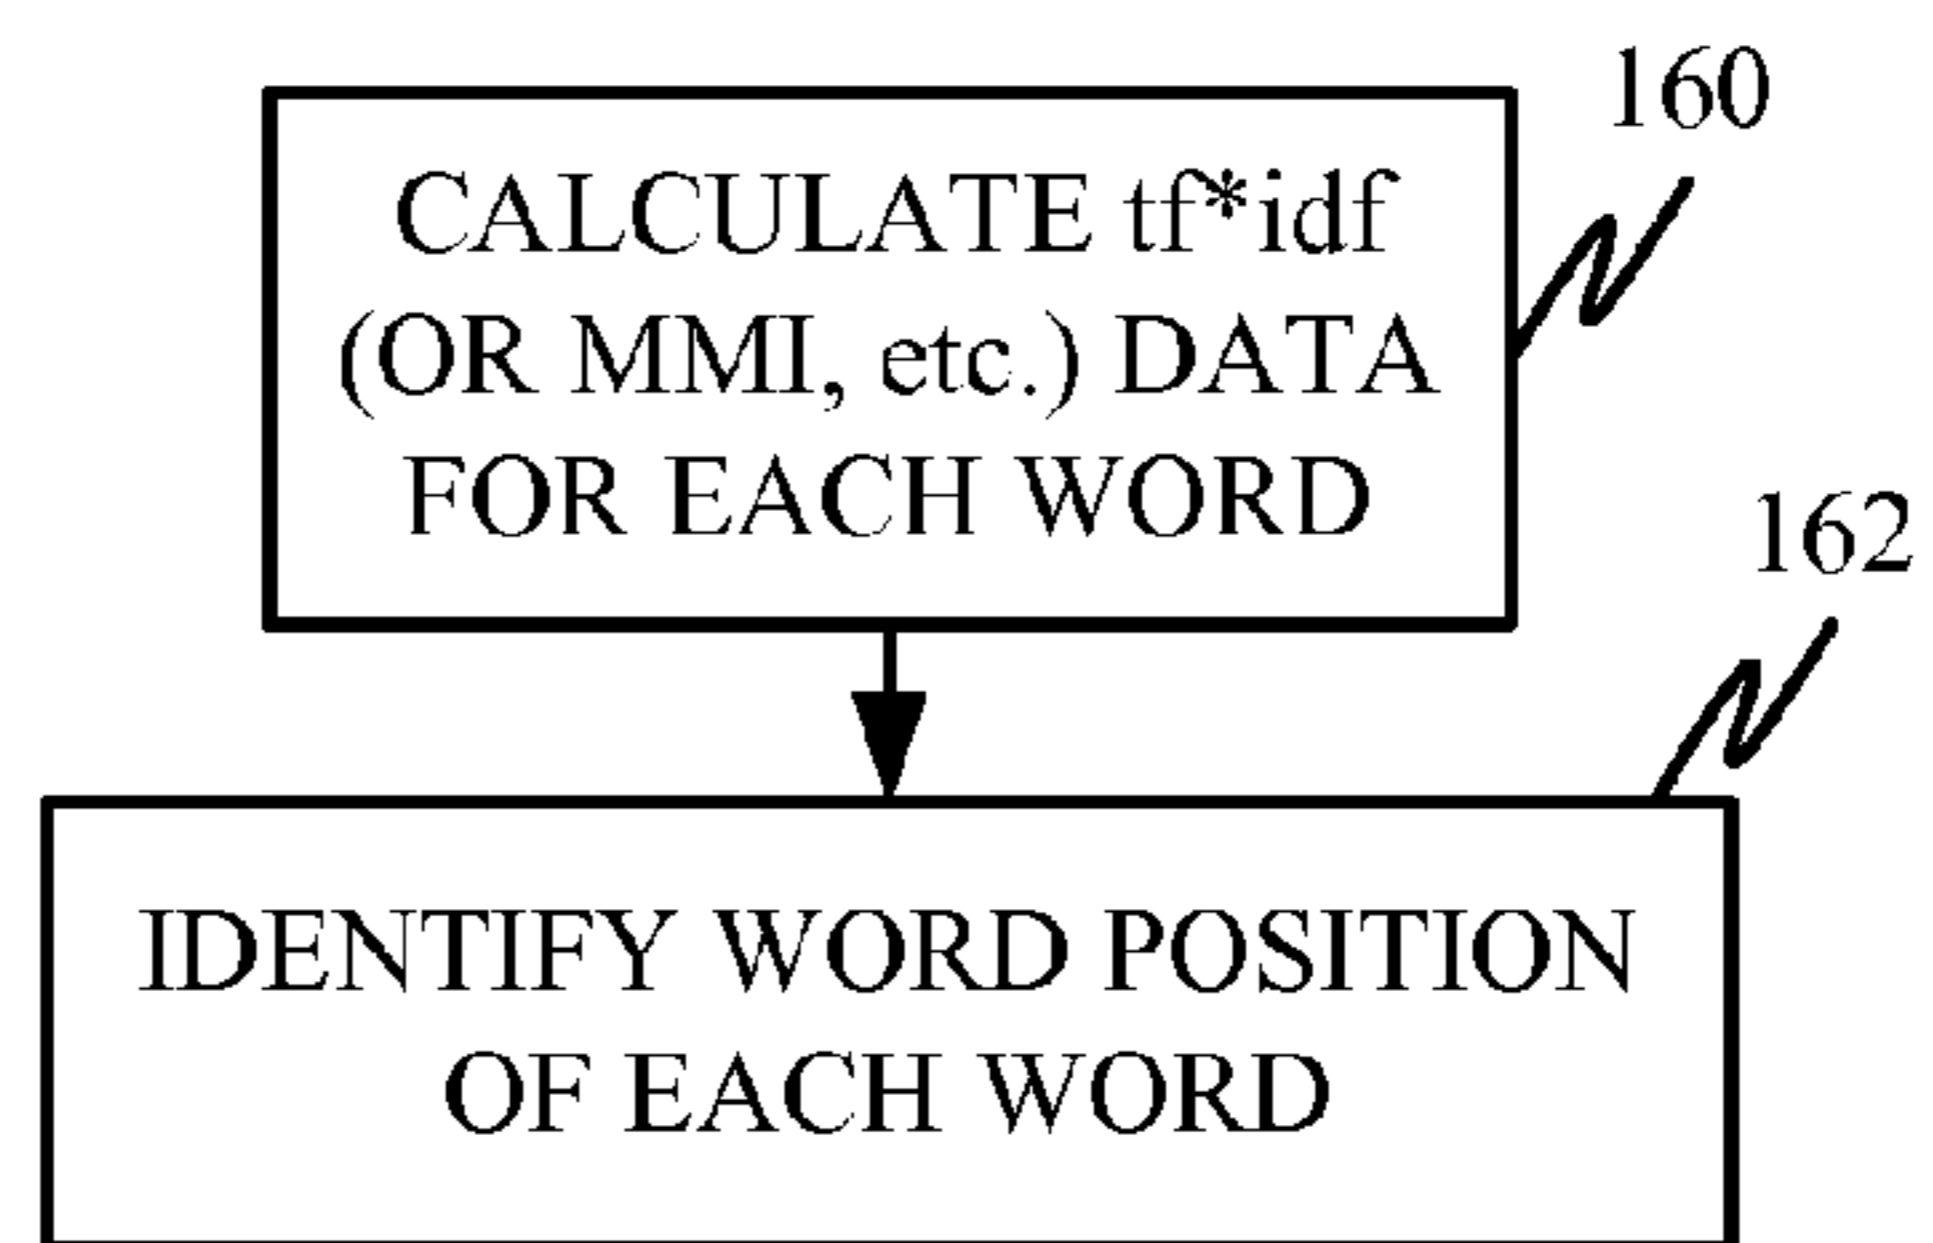 160
CALCULATE tf*idf
(OR MMI, etc.) DATA
FOR EACH WORD
162
IDENTIFY WORD POSITION
OF EACH WORD